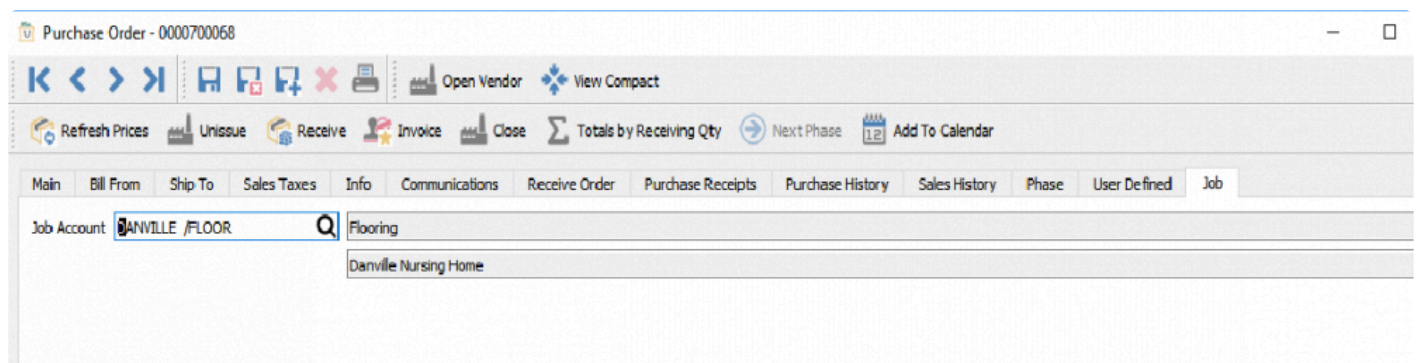 Purchase Order - 0000700068
Open Vendor View Compact
Refresh Prices Unissue Receive Invoice Close Totals by Receiving Qty Next Phase 12 Add To Calendar
Main Bill From Ship To Sales Taxes Info Communications Receive Order Purchase Receipts Purchase History Sales History Phase User Defined Job
Job Account DANVILLE /FLOOR Flooring
Danville Nursing Home